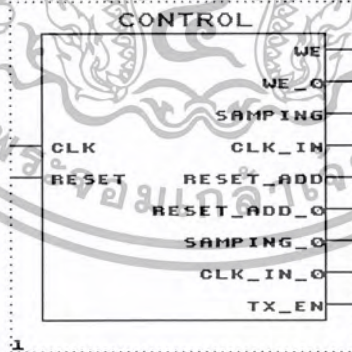 CONTROL
WE
WE_O
SAMPING
CLK CLK_IN
RESET RESET_ADD
RESET_ADD_O
SAMPING_O
CLK_IN_O
TX_EN
1